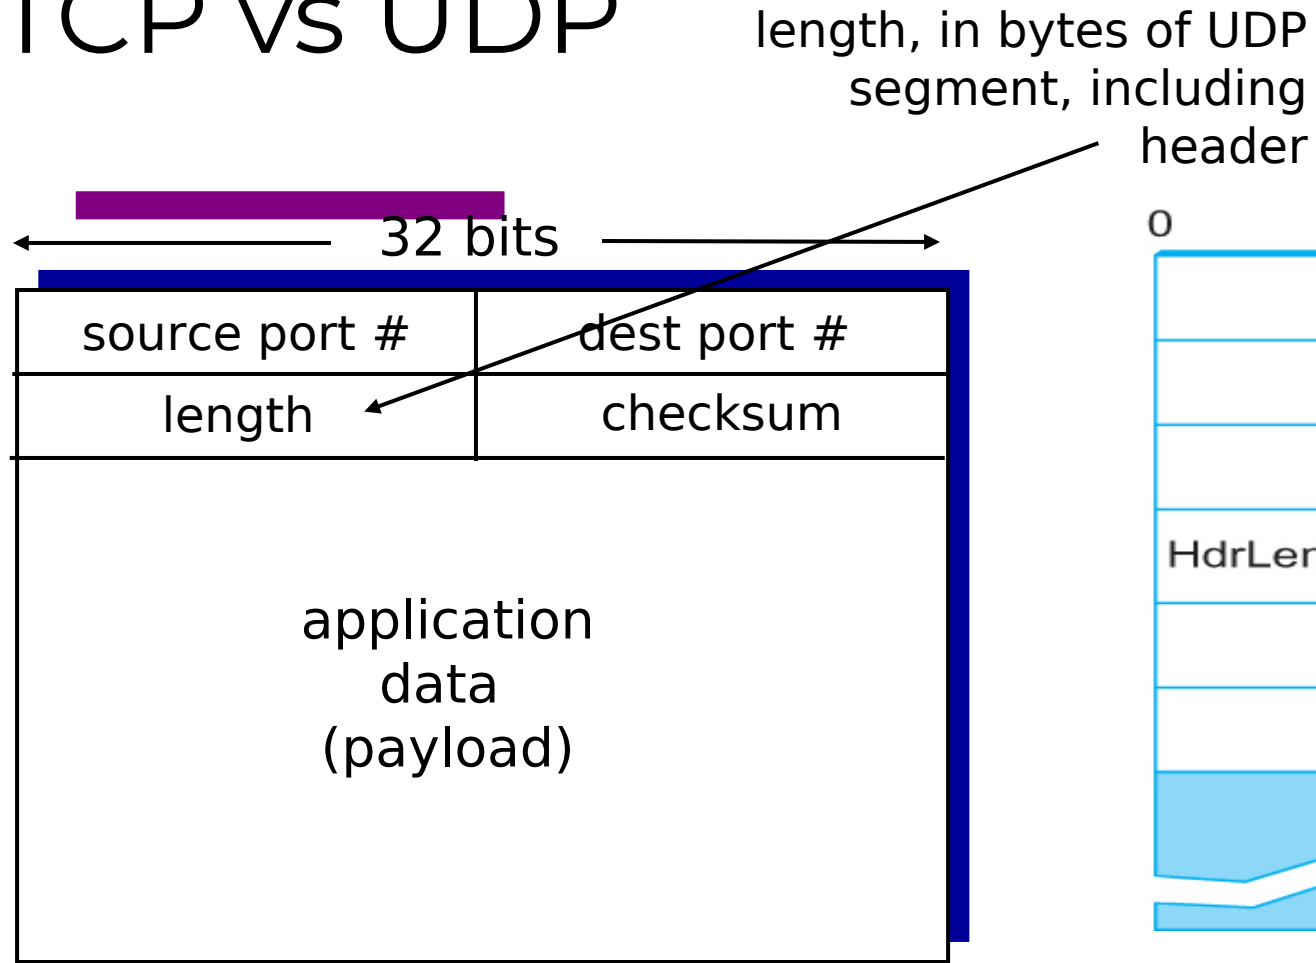 TCP vs UDP
length, in bytes of UDP
segment, including
header
32 bits
0
source port #
dest port #
length
checksum
HdrLen
application
data
(payload)